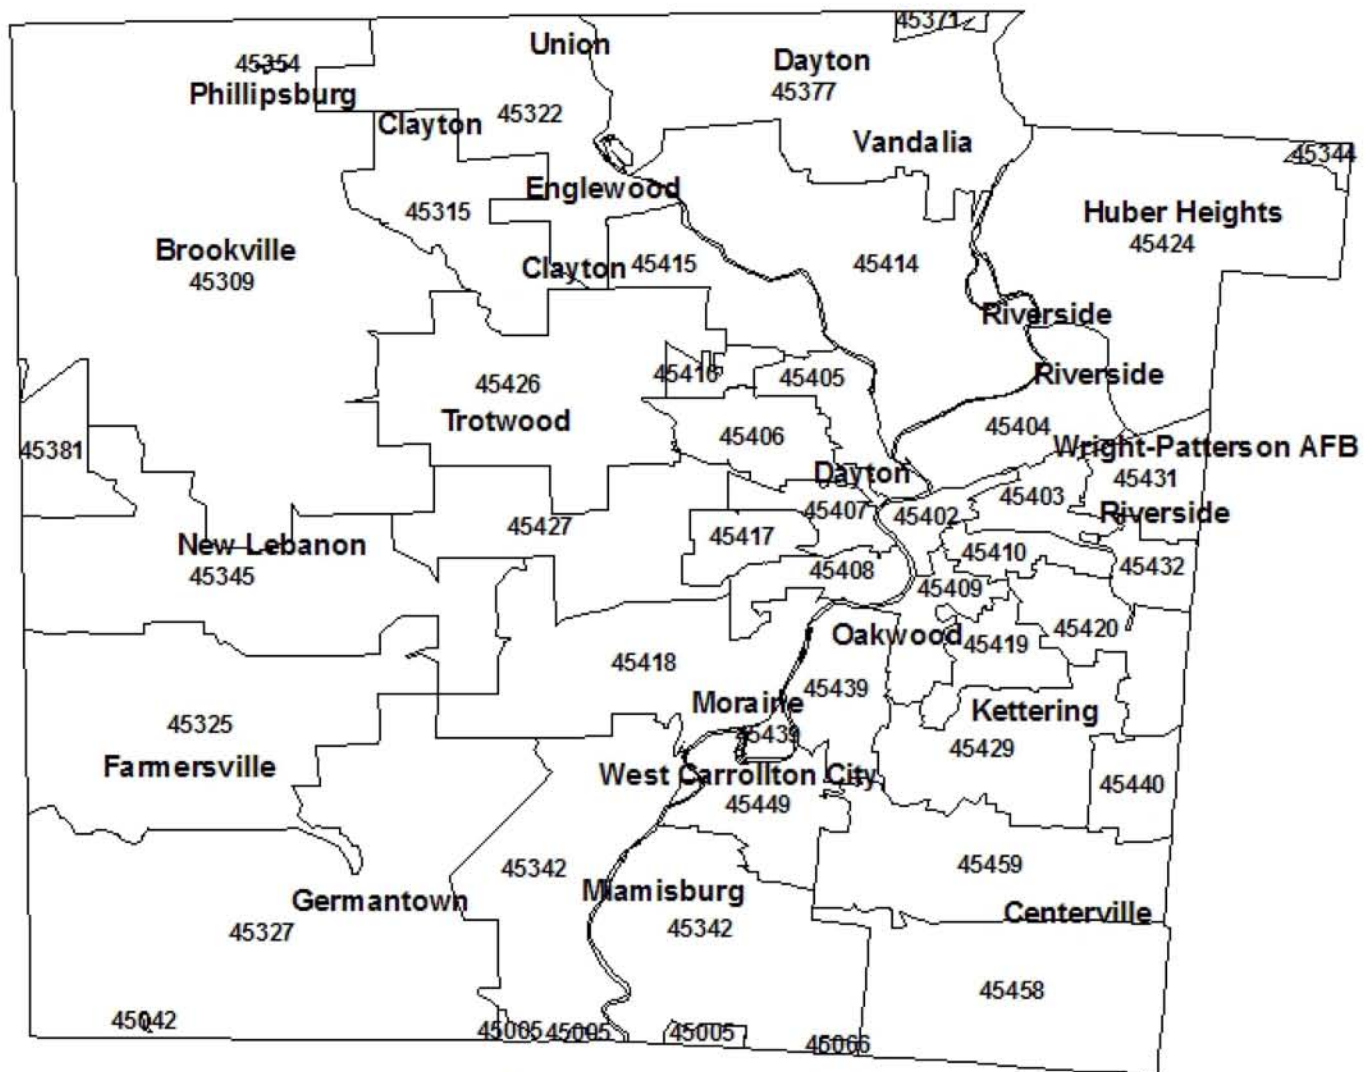 45371
Union
Dayton
45354
45377
Phillipsburg
45322
Clayton
Vandalia
45344
Englewood
45315
Huber Heights
45424
Brookville
45309
Clayton
45415
45414
Riverside
45426
45416
45405
Riverside
Trotwood
45406
45404
45381
Wright-Patterson AFB
Dayton
45431
45403
45407
45402
Riverside
45427
45417
New Lebanon
45345
45410
45408
45432
45409
Oakwood
45420
45419
45418
45439
Moraine
45439
Kettering
45325
45429
Farmersville
West Carrollton City
45449
45440
45342
45459
Miamisburg
Germantown
45327
45342
Centerville
45458
45042
45005
45005
45005
45066